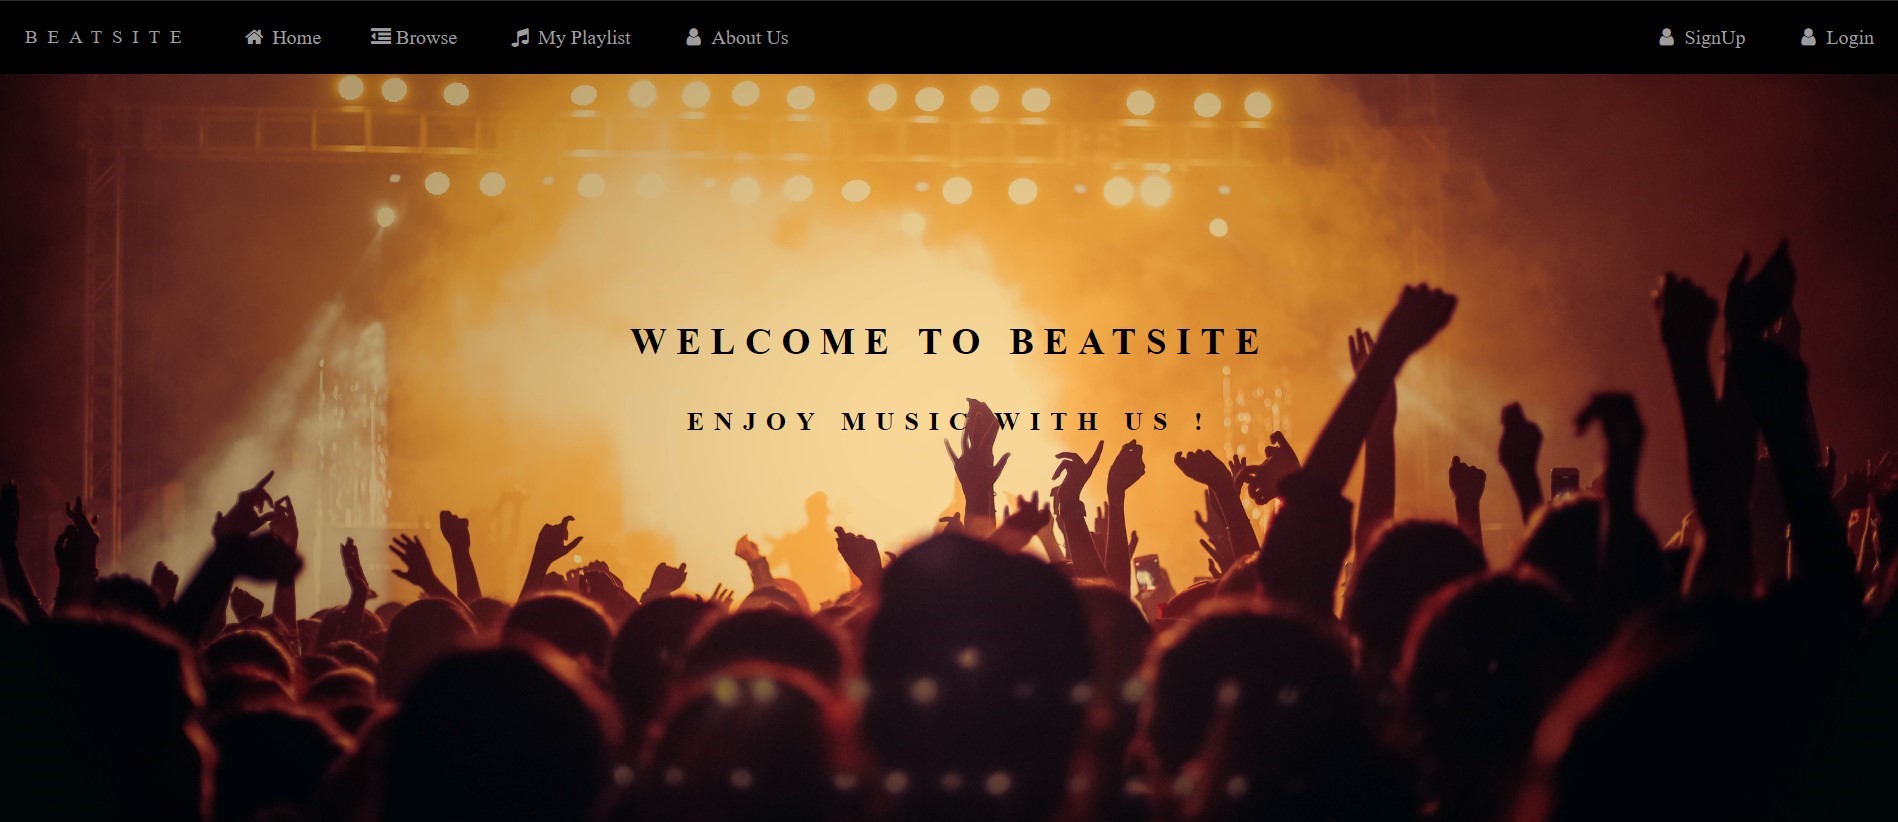 BEATSITE Home Browse My Playlist About Us SignUp Login
WELCOME TO BEATSITE
ENJOY MUSIC WITH US !